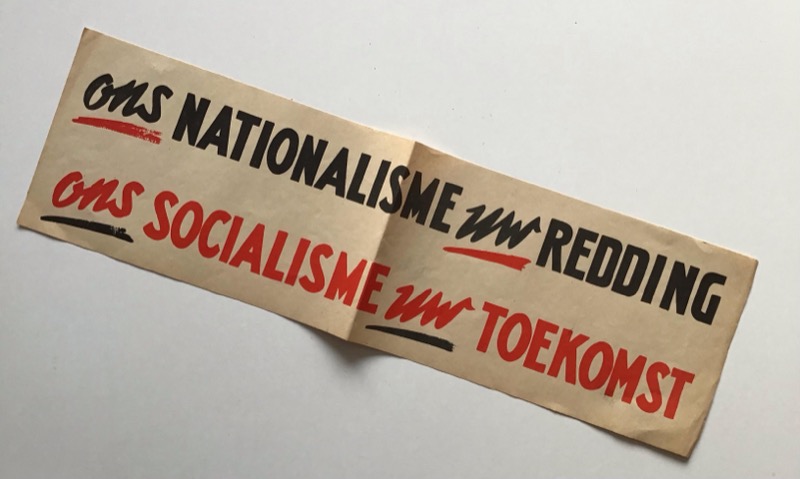 ons NATIONALISME uw REDDING
ons SOCIALISME uw TOEKOMST